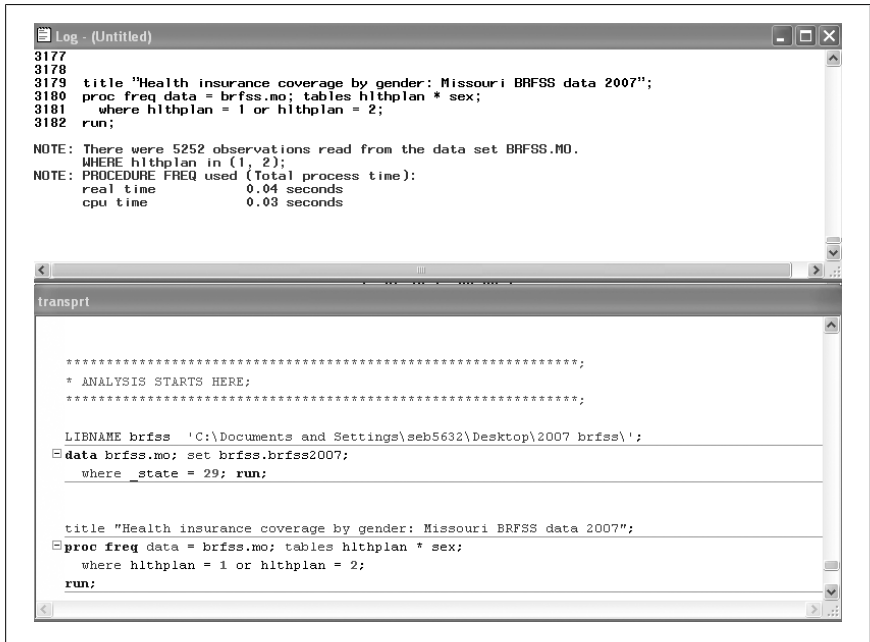 Log - (Untitled)
3177
3178
3179 title "Health insurance coverage by gender: Missouri BRFSS data 2007";
3180 proc freq data = brfss.mo; tables hlthplan * sex;
3181 where hlthplan = 1 or hlthplan = 2;
3182 run;
NOTE: There were 5252 observations read from the data set BRFSS.MO.
WHERE hlthplan in (1, 2);
NOTE: PROCEDURE FREQ used (Total process time):
real time 0.04 seconds
cpu time 0.03 seconds
transprt
***************************************************************;
* ANALYSIS STARTS HERE;
***************************************************************;
LIBNAME brfss 'C:\Documents and Settings\seb5632\Desktop\2007 brfss\';
data brfss.mo; set brfss.brfss2007;
where _state = 29; run;
title "Health insurance coverage by gender: Missouri BRFSS data 2007";
proc freq data = brfss.mo; tables hlthplan * sex;
where hlthplan = 1 or hlthplan = 2;
run;